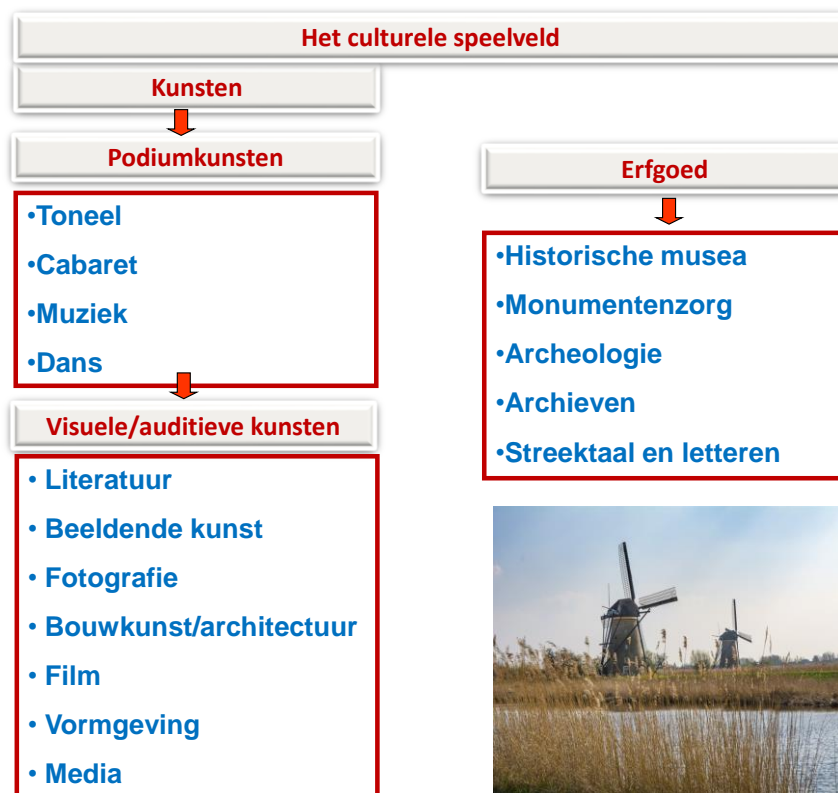 Het culturele speelveld
Kunsten
Podiumkunsten
•Toneel
•Cabaret
•Muziek
•Dans
Visuele/auditieve kunsten
• Literatuur
• Beeldende kunst
• Fotografie
• Bouwkunst/architectuur
• Film
• Vormgeving
• Media
Erfgoed
•Historische musea
•Monumentenzorg
•Archeologie
•Archieven
•Streektaal en letteren